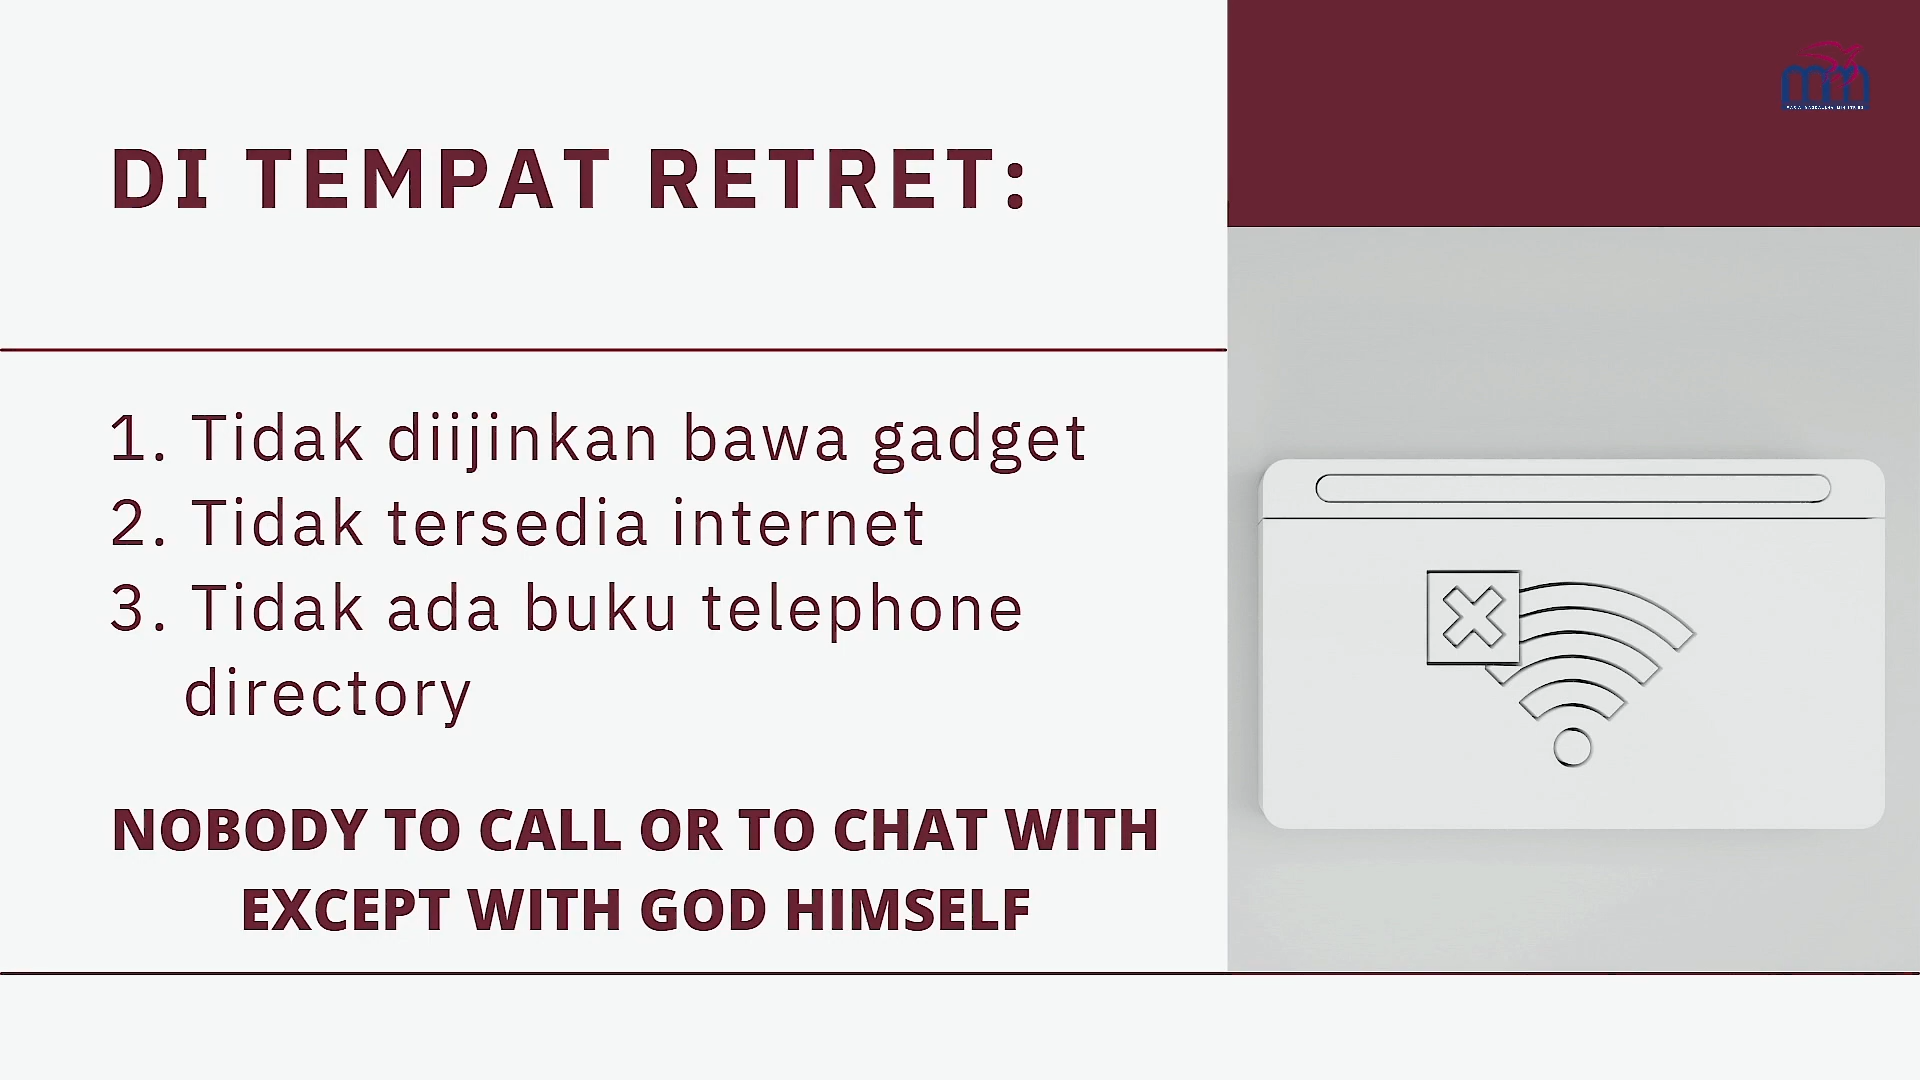 DI TEMPAT RETRET:
1. Tidak diijinkan bawa gadget
2. Tidak tersedia internet
3. Tidak ada buku telephone
directory
NOBODY TO CALL OR TO CHAT WITH
EXCEPT WITH GOD HIMSELF